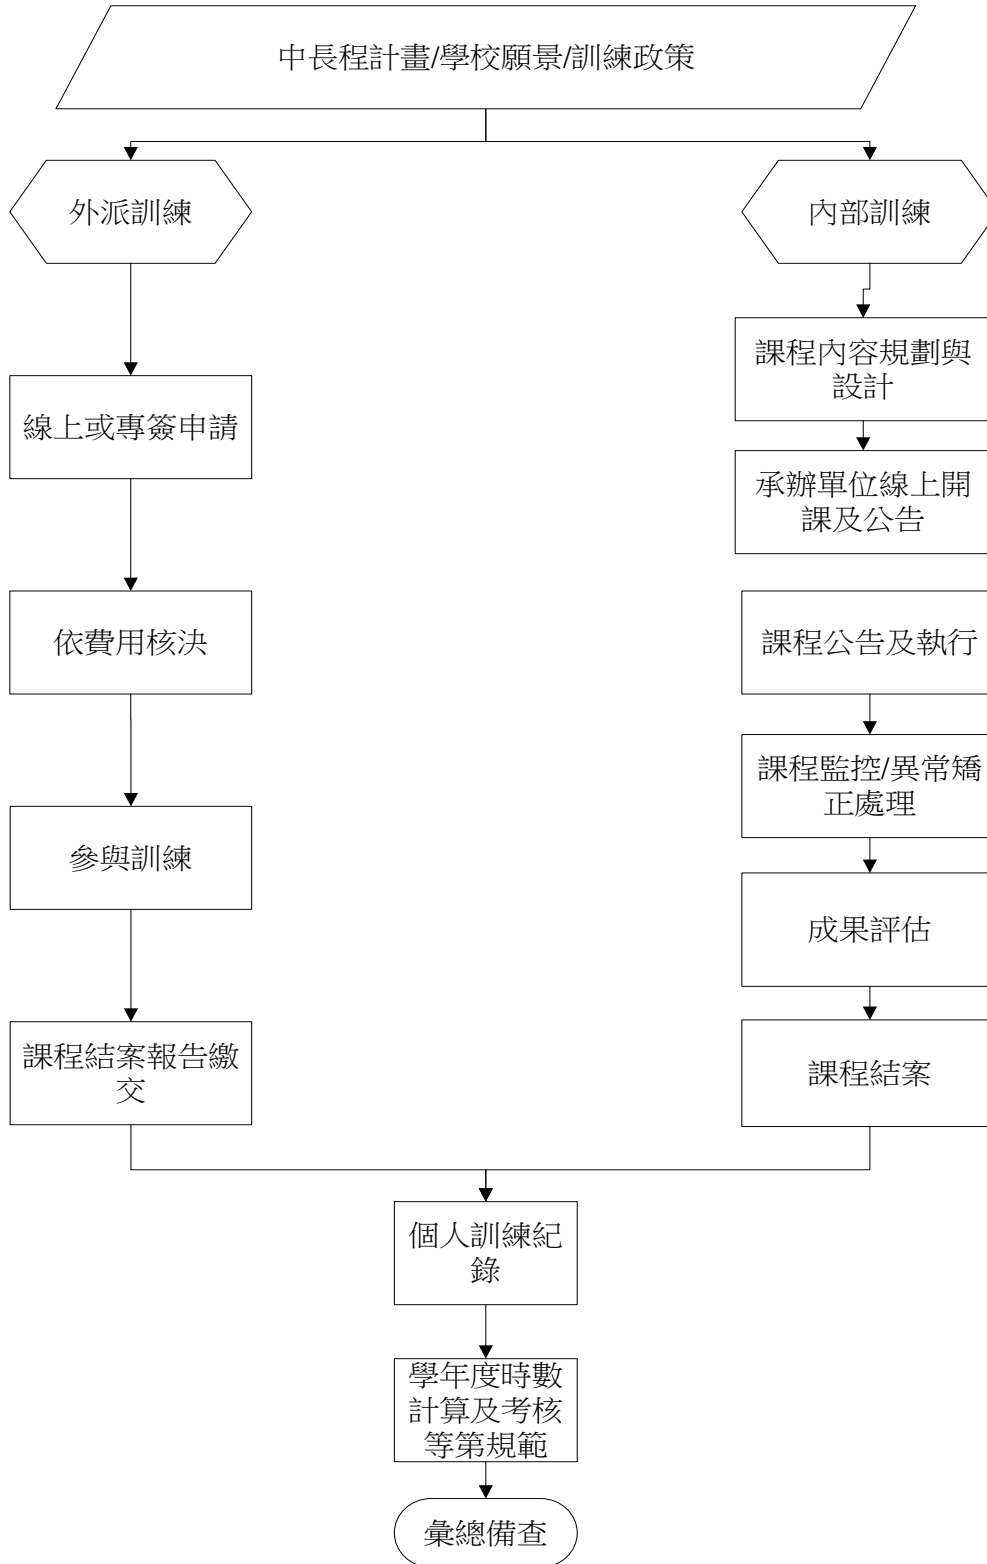 中長程計畫/學校願景/訓練政策
外派訓練
內部訓練
課程內容規劃與
設計
線上或專簽申請
承辦單位線上開
課及公告
依費用核決
課程公告及執行
課程監控/異常矯
正處理
參與訓練
成果評估
課程結案報告繳
交
課程結案
個人訓練紀
錄
學年度時數
計算及考核
等第規範
彙總備查